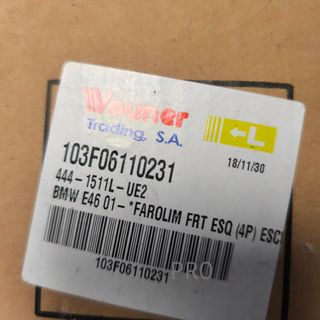 Trading, S.A.
L
18/11/30
103F06110231
444-1511L-UE2
BMW E46 01- *FAROLIM FRT ESQ (4P) ESC
103F06110231
PRO